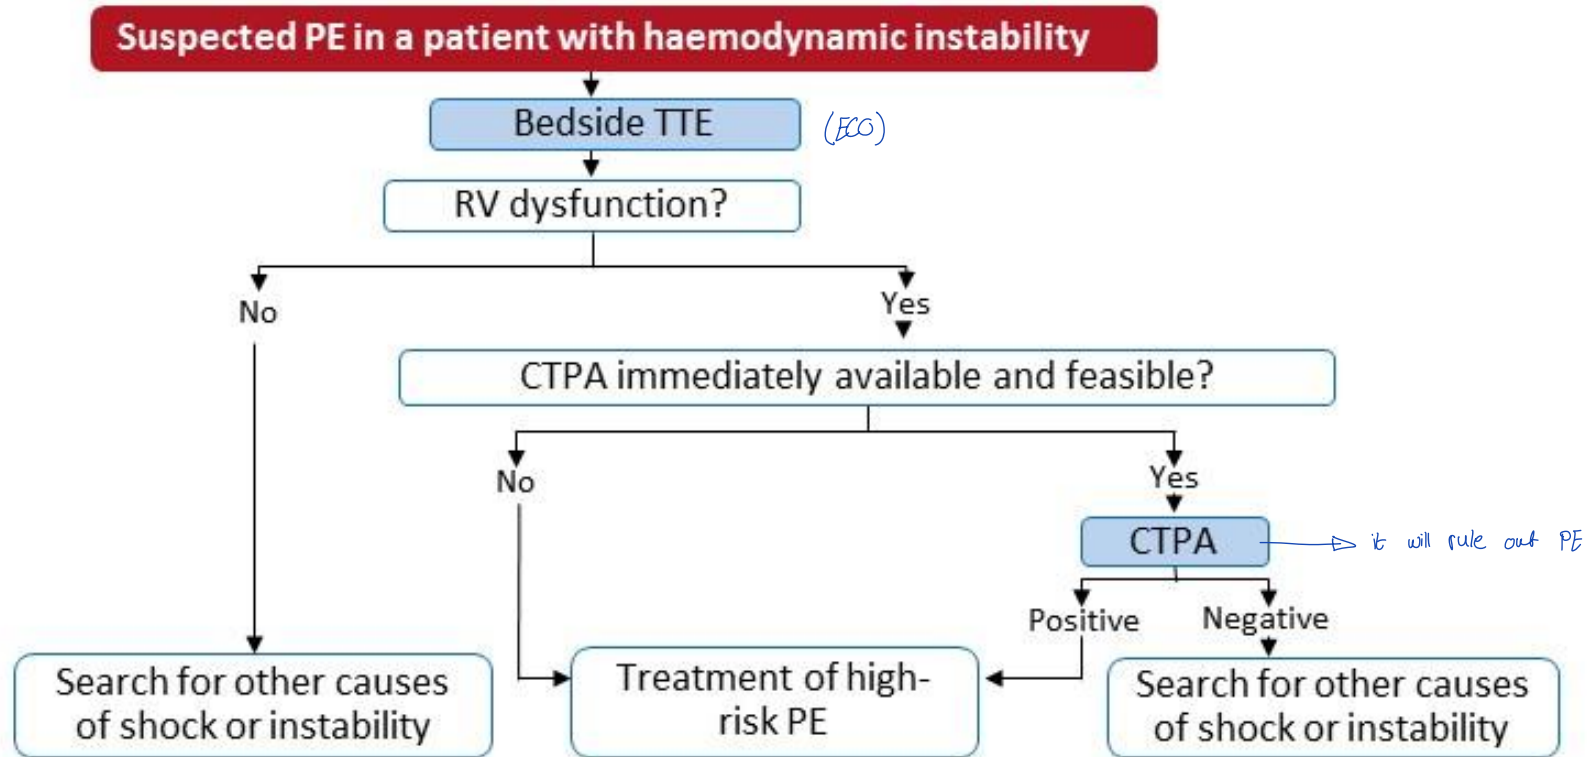 Suspected PE in a patient with haemodynamic instability
Bedside TTE
(ECO)
RV dysfunction?
No
Yes
CTPA immediately available and feasible?
No
Yes
CTPA
it will rule out PE
Positive
Negative
Search for other causes
of shock or instability
Treatment of high-
risk PE
Search for other causes
of shock or instability